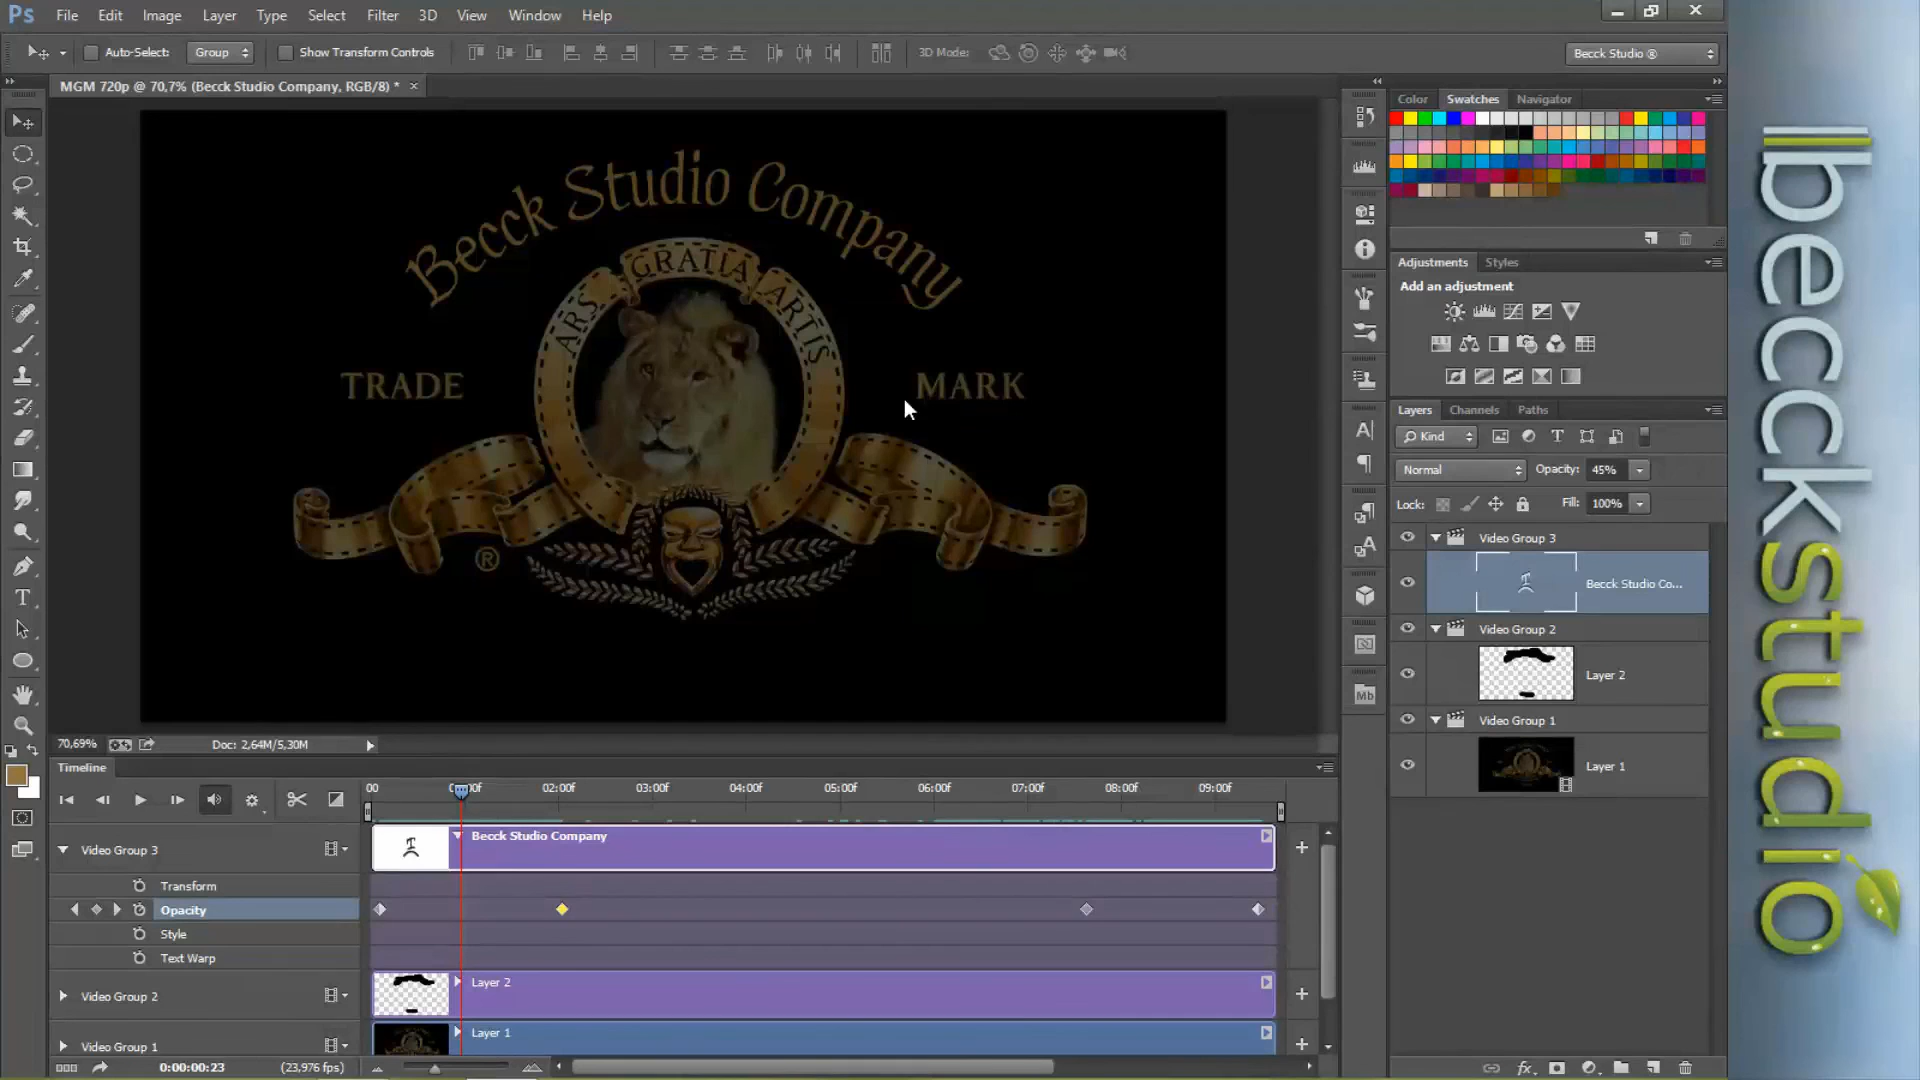 Ps File Edit Image Layer Type Select Filter 3D View Window Help
Auto-Select: Group Show Transform Controls 3D Mode: Becck Studio ®
MGM 720p @ 70,7% (Becck Studio Company, RGB/8) * ×
Color Swatches Navigator
Becck Studio Company
ARS GRATIA ARTIS
TRADE MARK
®
Adjustments Styles
Add an adjustment
Layers Channels Paths
Kind
Normal Opacity: 45%
Lock: Fill: 100%
Video Group 3
Becck Studio Co...
Video Group 2
Layer 2
Video Group 1
Layer 1
Mb
70,69% Doc: 2,64M/5,30M
Timeline
00 02:00f 03:00f 04:00f 05:00f 06:00f 07:00f 08:00f 09:00f
Video Group 3 Becck Studio Company
Transform
Opacity
Style
Text Warp
Video Group 2 Layer 2
Video Group 1 Layer 1
0:00:00:23 (23,976 fps)
fx
beckstudio